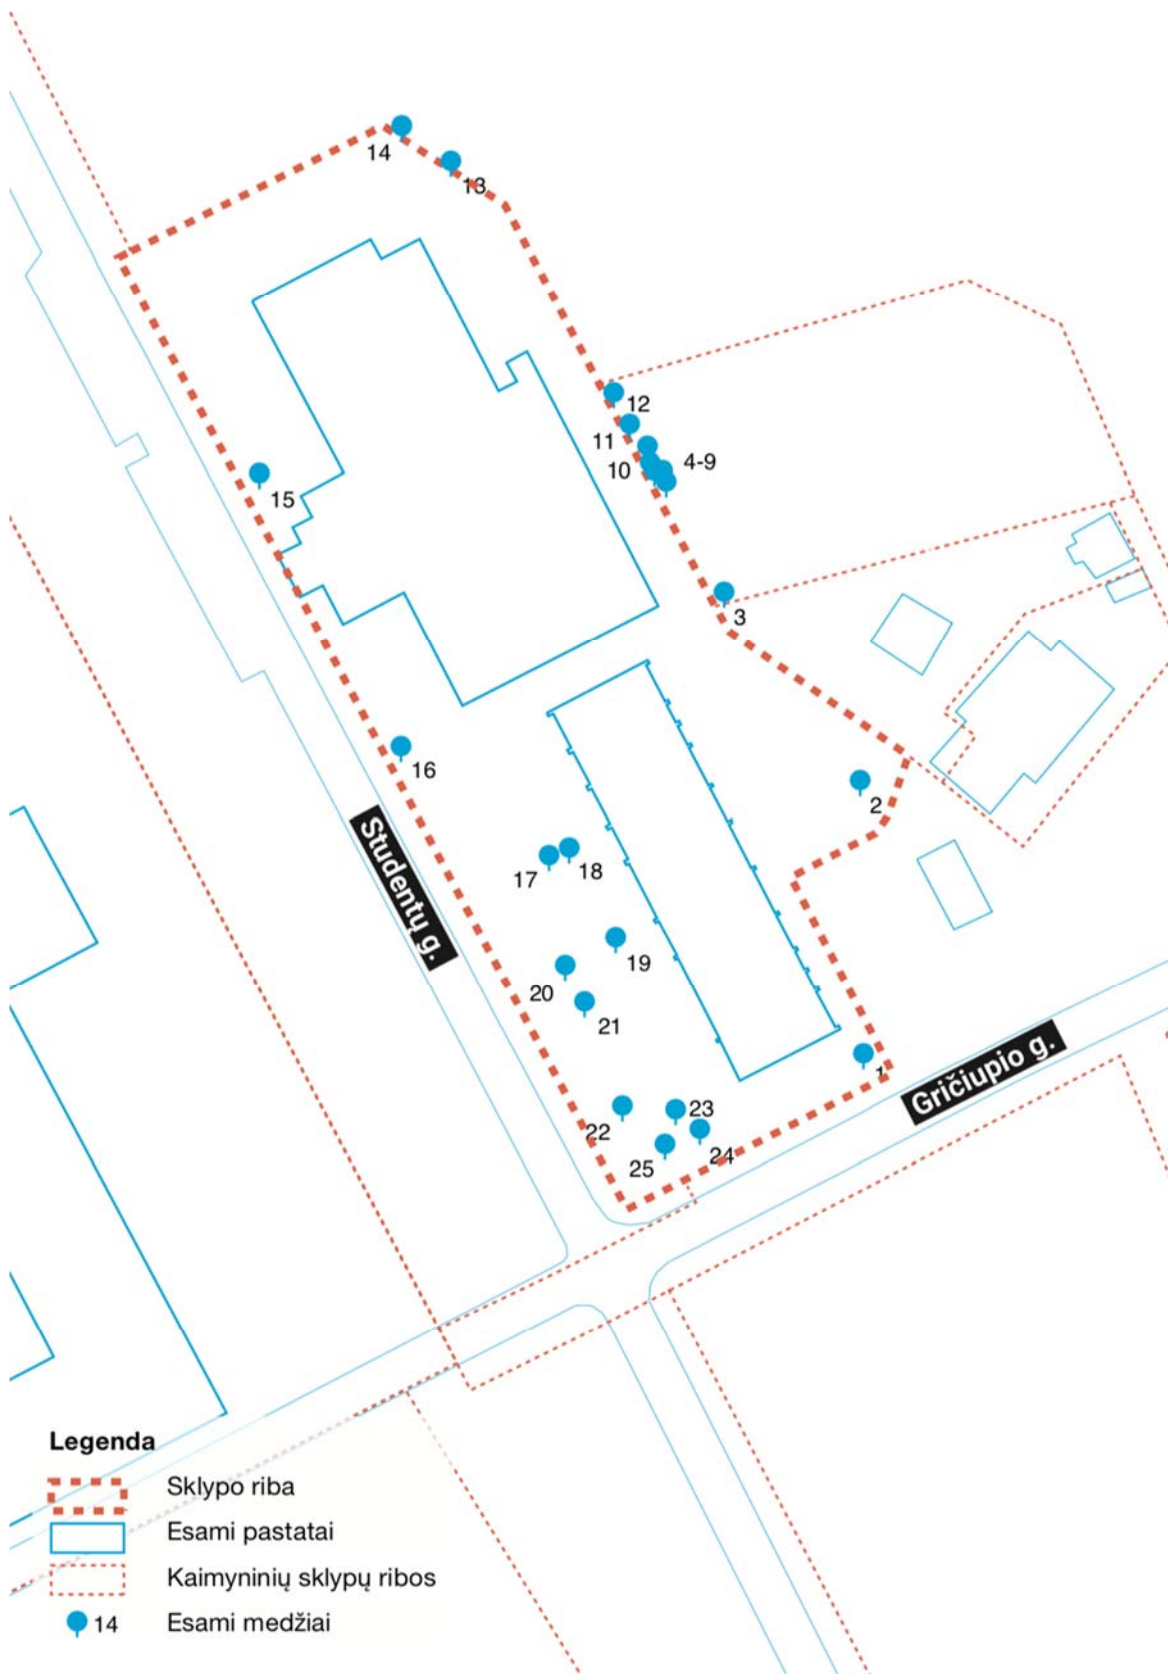 14
13
12
11
4-9
10
15
3
16
2
18
17
Studentų g.
19
20
21
1
Gričiupio g.
23
22
24
25
Legenda
Sklypo riba
Esami pastatai
Kaimyninių sklypų ribos
14 Esami medžiai